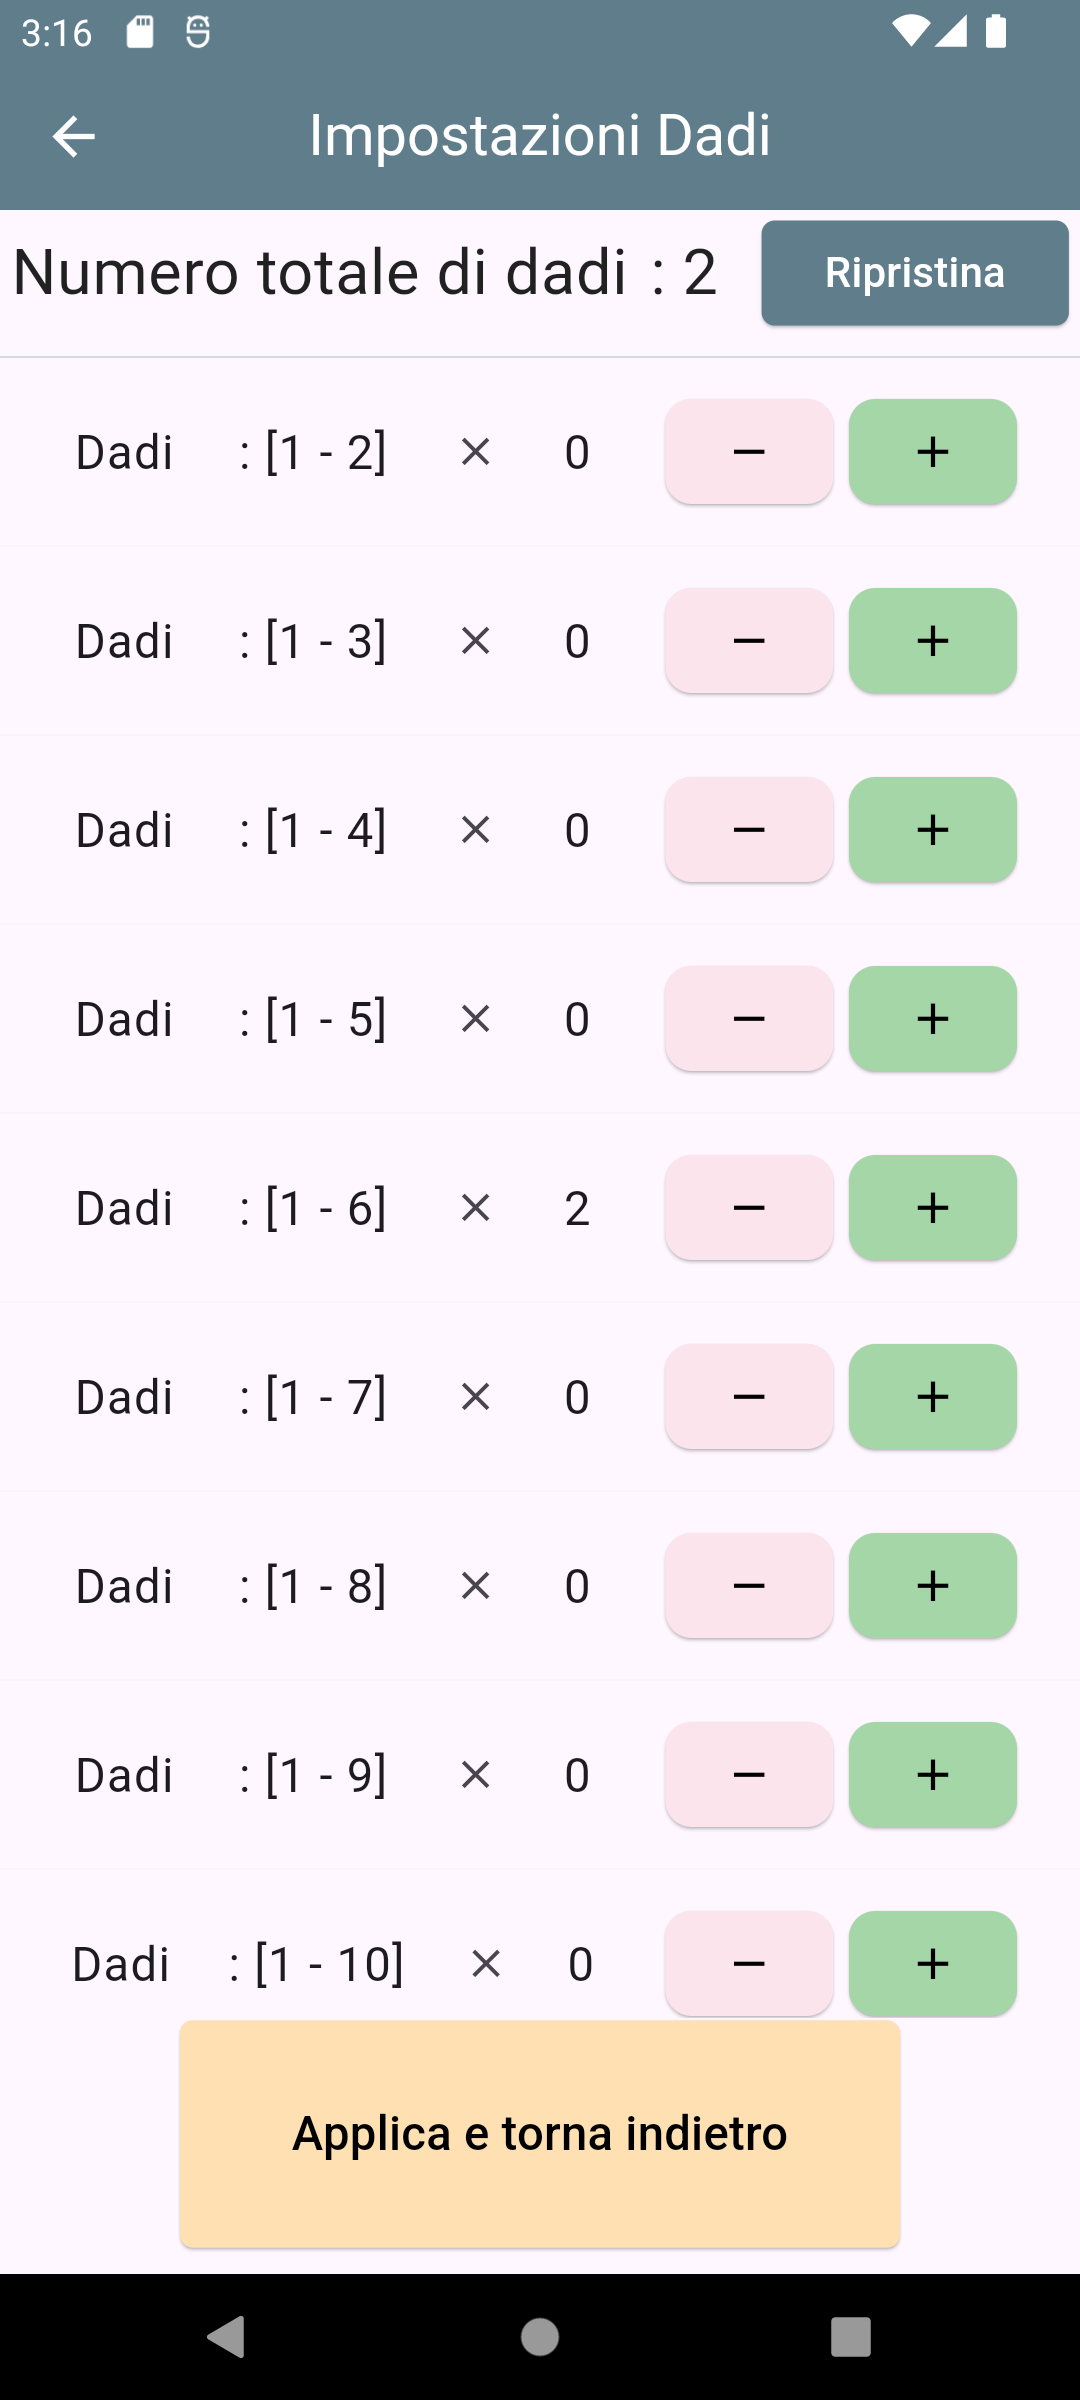 3:16
Impostazioni Dadi
Numero totale di dadi : 2
Ripristina
Dadi : [1 - 2] × 0 − +
Dadi : [1 - 3] × 0 − +
Dadi : [1 - 4] × 0 − +
Dadi : [1 - 5] × 0 − +
Dadi : [1 - 6] × 2 − +
Dadi : [1 - 7] × 0 − +
Dadi : [1 - 8] × 0 − +
Dadi : [1 - 9] × 0 − +
Dadi : [1 - 10] × 0 − +
Applica e torna indietro